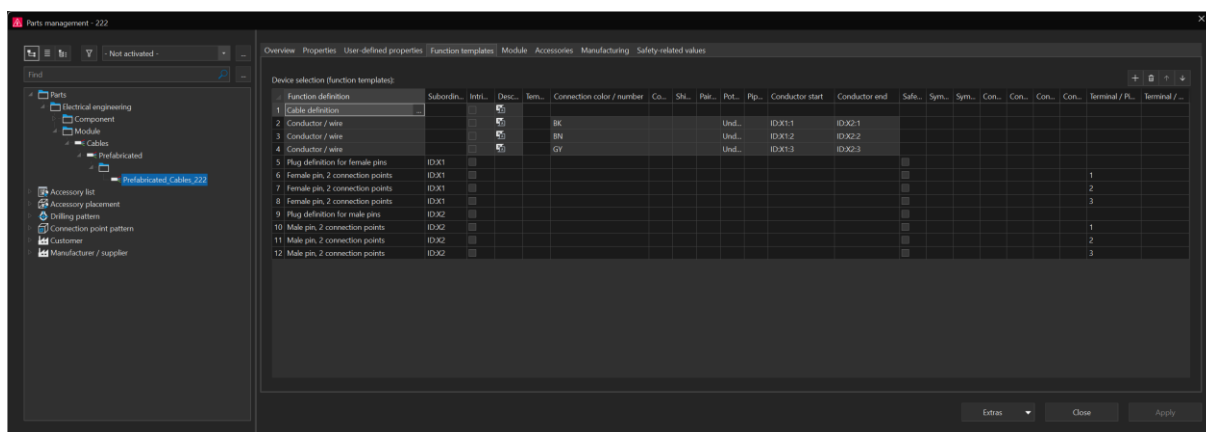 Parts management - 222
- Not activated -
...
Find
...
Parts
Electrical engineering
Component
Module
Cables
Prefabricated
Prefabricated_Cables_222
Accessory list
Accessory placement
Drilling pattern
Connection point pattern
Customer
Manufacturer / supplier
Overview Properties User-defined properties Function templates Module Accessories Manufacturing Safety-related values
Device selection (function templates):
Function definition Subordin... Intri... Desc... Tem... Connection color / number Co... Shi... Pair... Pot... Pip... Conductor start Conductor end Safe... Sym... Sym... Con... Con... Con... Con... Terminal / Pi... Terminal / ...
1 Cable definition ...
2 Conductor / wire BK Und... ID:X1:1 ID:X2:1
3 Conductor / wire BN Und... ID:X1:2 ID:X2:2
4 Conductor / wire GY Und... ID:X1:3 ID:X2:3
5 Plug definition for female pins ID:X1
6 Female pin, 2 connection points ID:X1 1
7 Female pin, 2 connection points ID:X1 2
8 Female pin, 2 connection points ID:X1 3
9 Plug definition for male pins ID:X2
10 Male pin, 2 connection points ID:X2 1
11 Male pin, 2 connection points ID:X2 2
12 Male pin, 2 connection points ID:X2 3
Extras Close Apply